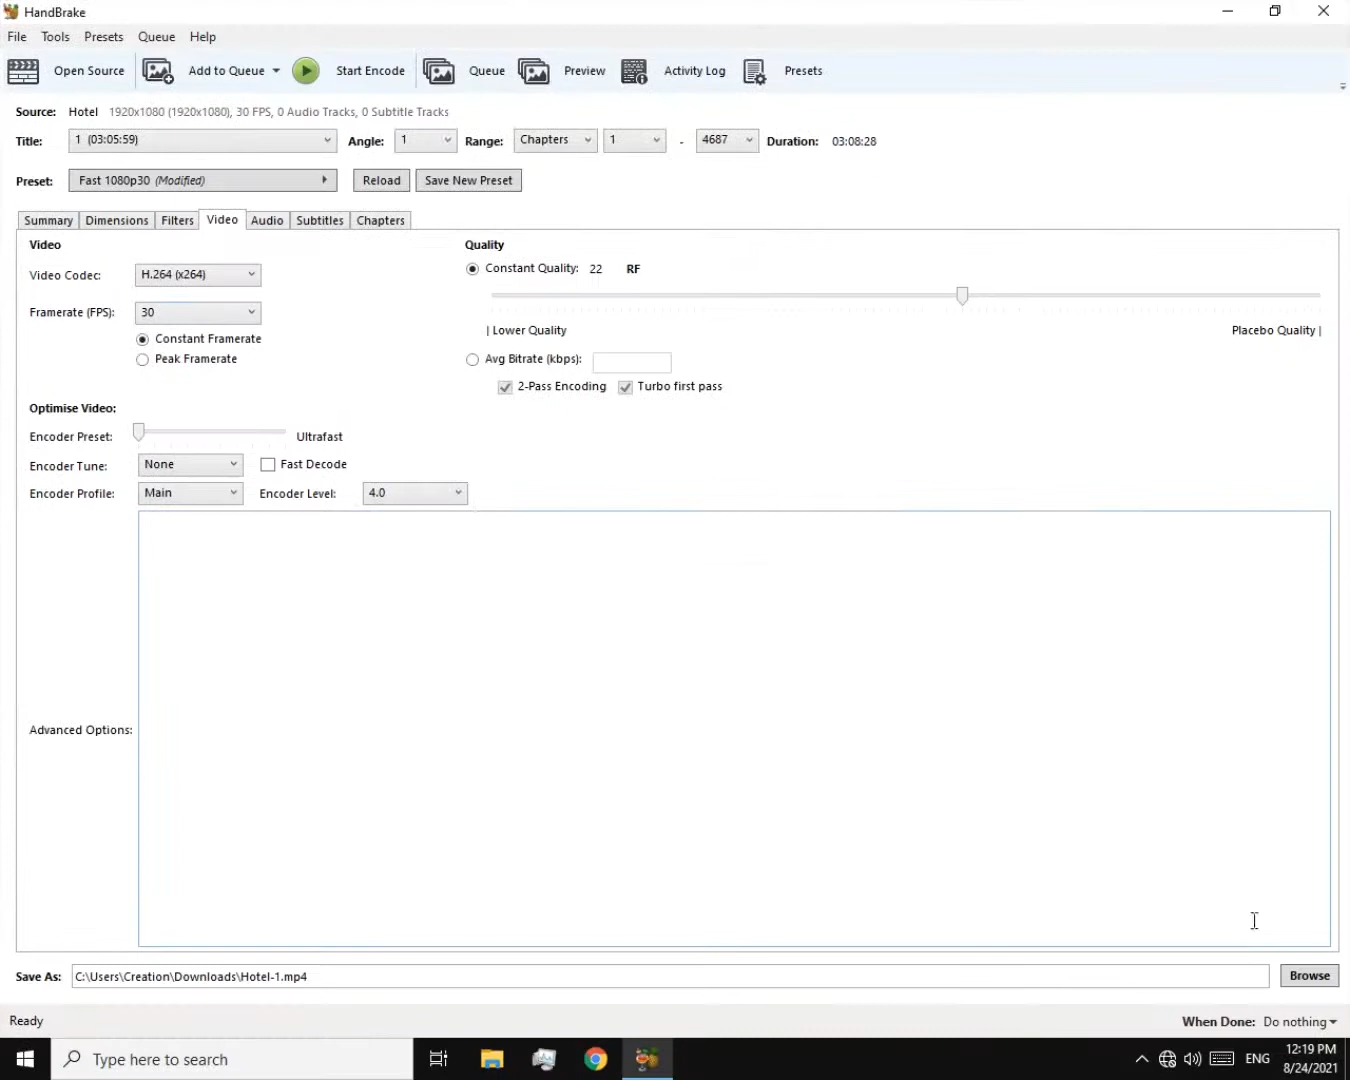 HandBrake
File Tools Presets Queue Help
Open Source Add to Queue Start Encode Queue Preview Activity Log Presets
Source: Hotel 1920x1080 (1920x1080), 30 FPS, 0 Audio Tracks, 0 Subtitle Tracks
Title: 1 (03:05:59) Angle: 1 Range: Chapters 1 - 4687 Duration: 03:08:28
Preset: Fast 1080p30 (Modified) Reload Save New Preset
Summary Dimensions Filters Video Audio Subtitles Chapters
Video Quality
Video Codec: H.264 (x264) Constant Quality: 22 RF
Framerate (FPS): 30
| Lower Quality Placebo Quality |
Constant Framerate
Peak Framerate Avg Bitrate (kbps):
2-Pass Encoding Turbo first pass
Optimise Video:
Encoder Preset: Ultrafast
Encoder Tune: None Fast Decode
Encoder Profile: Main Encoder Level: 4.0
Advanced Options:
Save As: C:\Users\Creation\Downloads\Hotel-1.mp4 Browse
Ready When Done: Do nothing
Type here to search ENG 12:19 PM
8/24/2021